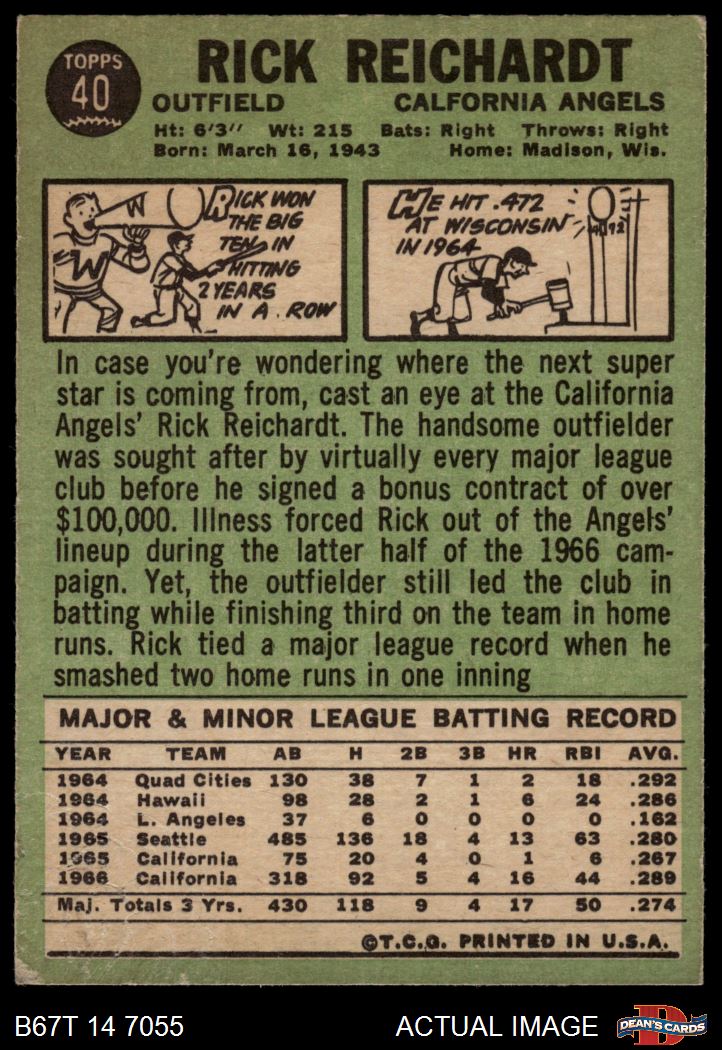 TOPPS
40
RICK REICHARDT
OUTFIELD CALFORNIA ANGELS
Ht: 6'3" Wt: 215 Bats: Right Throws: Right
Born: March 16, 1943 Home: Madison, Wis.
W
W
RICK WON
THE BIG
TEN IN
HITTING
2 YEARS
IN A ROW
HE HIT .472
AT WISCONSIN
IN 1964
.472
In case you're wondering where the next super
star is coming from, cast an eye at the California
Angels' Rick Reichardt. The handsome outfielder
was sought after by virtually every major league
club before he signed a bonus contract of over
$100,000. Illness forced Rick out of the Angels'
lineup during the latter half of the 1966 cam-
paign. Yet, the outfielder still led the club in
batting while finishing third on the team in home
runs. Rick tied a major league record when he
smashed two home runs in one inning
MAJOR & MINOR LEAGUE BATTING RECORD
YEAR TEAM AB H 2B 3B HR RBI AVG.
1964 Quad Cities 130 38 7 1 2 18 .292
1964 Hawaii 98 28 2 1 6 24 .286
1964 L. Angeles 37 6 0 0 0 0 .162
1965 Seattle 485 136 18 4 13 63 .280
1965 California 75 20 4 0 1 6 .267
1966 California 318 92 5 4 16 44 .289
Maj. Totals 3 Yrs. 430 118 9 4 17 50 .274
©T.C.G. PRINTED IN U.S.A.
B67T 14 7055 ACTUAL IMAGE
D
DEAN'S CARDS